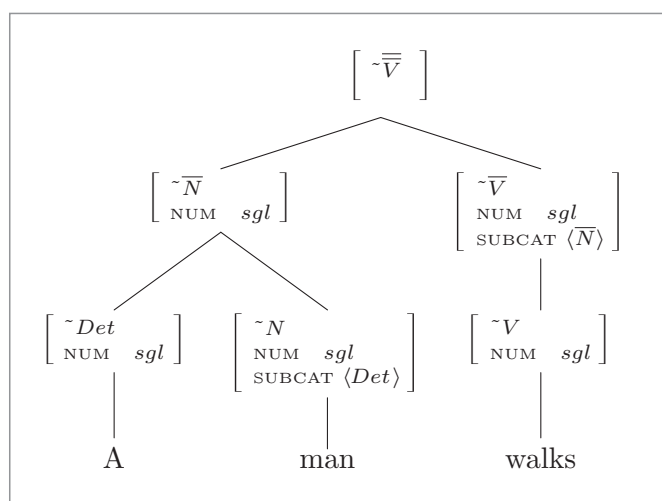 [ ~V̿ ]
[ ~N̅
NUM sgl ]
[ ~V̅
NUM sgl
SUBCAT ⟨N̅⟩ ]
[ ~Det
NUM sgl ]
[ ~N
NUM sgl
SUBCAT ⟨Det⟩ ]
[ ~V
NUM sgl ]
A man walks